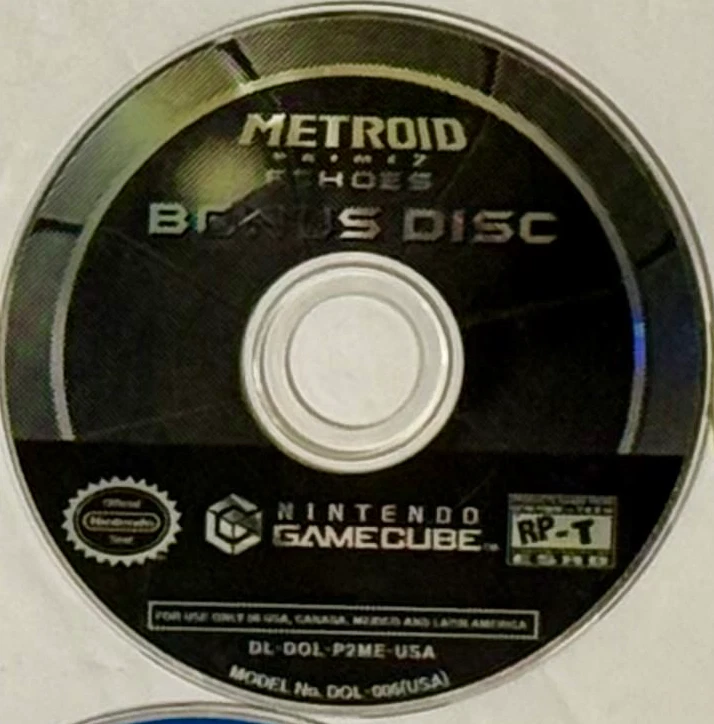 METROID
PRIME 2
ECHOES
BONUS DISC
Official
Nintendo
Seal
NINTENDO
GAMECUBE™
RP-T
ESRB
FOR USE ONLY IN USA, CANADA, MEXICO AND LATIN AMERICA
DL-DOL-P2ME-USA
MODEL No. DOL-006(USA)